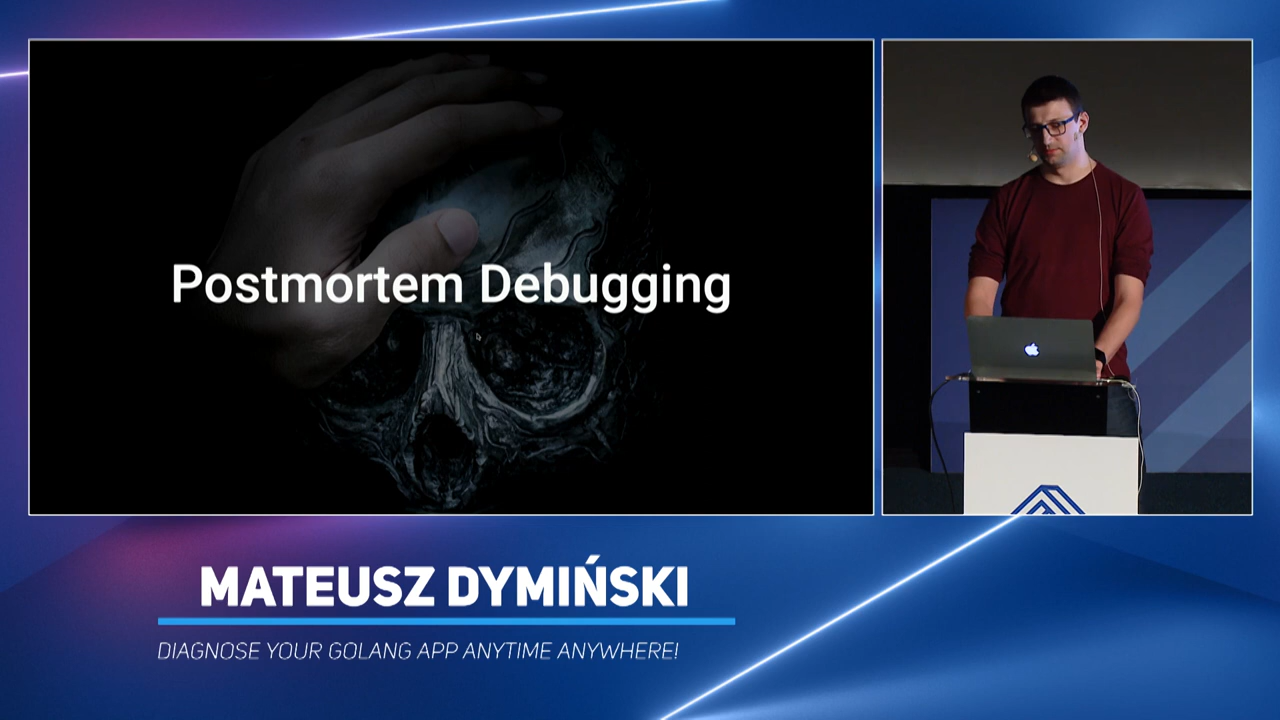 Postmortem Debugging
MATEUSZ DYMIŃSKI
DIAGNOSE YOUR GOLANG APP ANYTIME ANYWHERE!